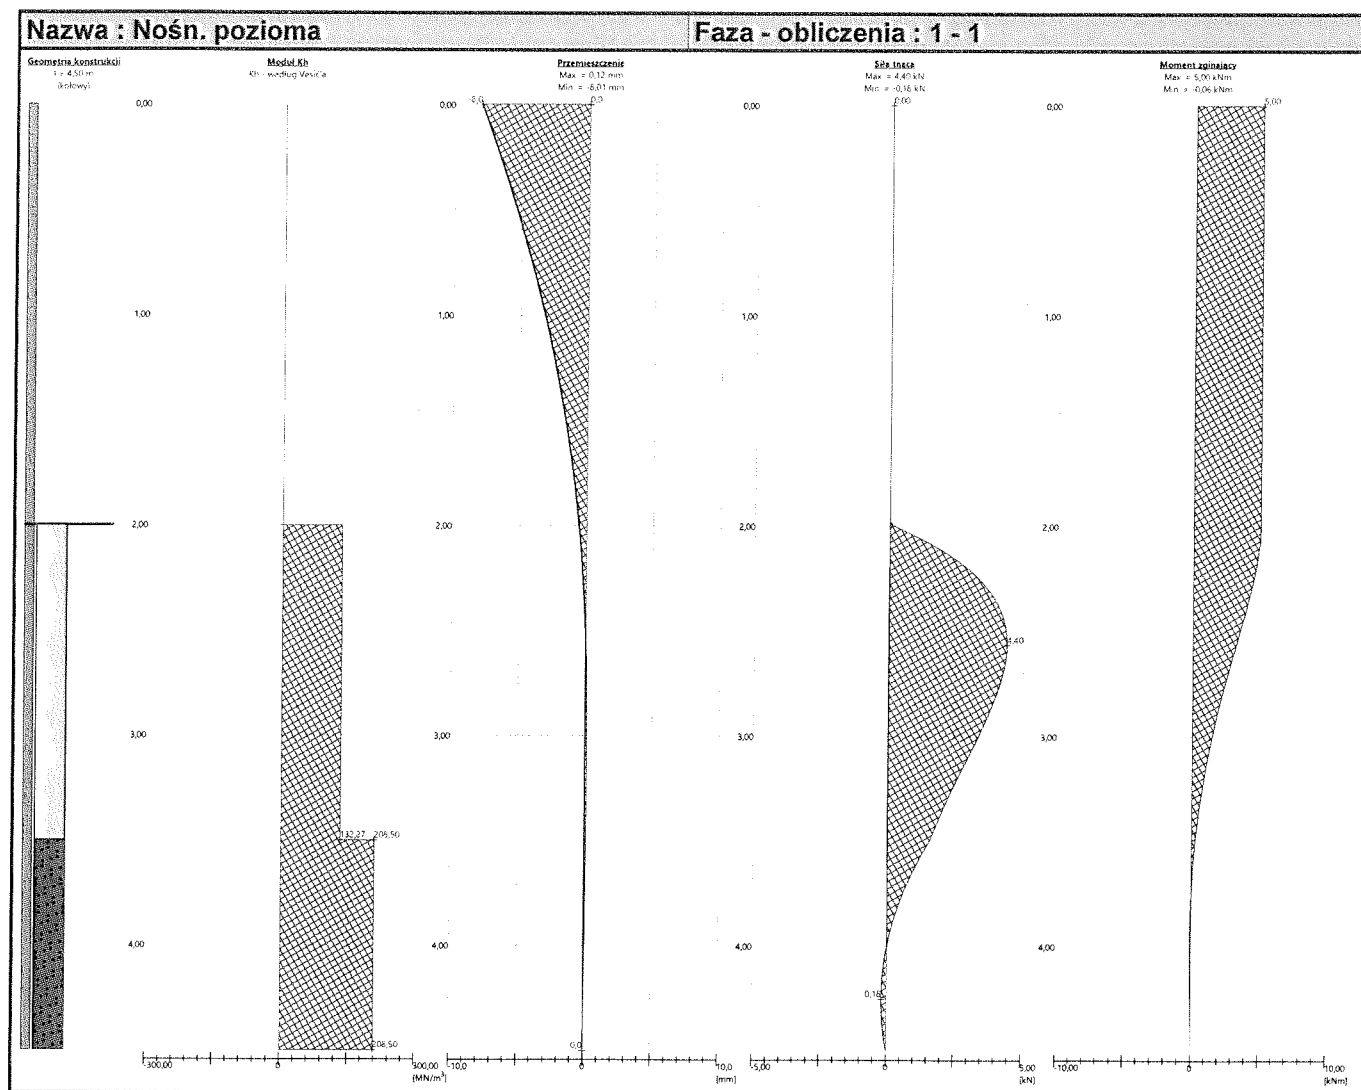 Nazwa : Nośn. pozioma
Faza - obliczenia : 1 - 1
Geometria konstrukcji
l = 4,50 m
(kołowy)
Moduł Kh
Kh - według Vesic'a
Przemieszczenie
Max. = 0,12 mm
Min. = -8,01 mm
Siła tnąca
Max. = 4,40 kN
Min. = -0,18 kN
Moment zginający
Max. = 5,00 kNm
Min. = -0,06 kNm
0,00
0,00
-8,0
0,0
0,00
0,00
0,00
5,00
1,00
1,00
1,00
1,00
2,00
2,00
2,00
2,00
4,40
3,00
3,00
3,00
3,00
132,27
208,50
4,00
4,00
4,00
4,00
0,18
208,50
0,0
-300,00
0
300,00
[MN/m³]
-10,0
0
10,0
[mm]
-5,00
0
5,00
[kN]
-10,00
0
10,00
[kNm]